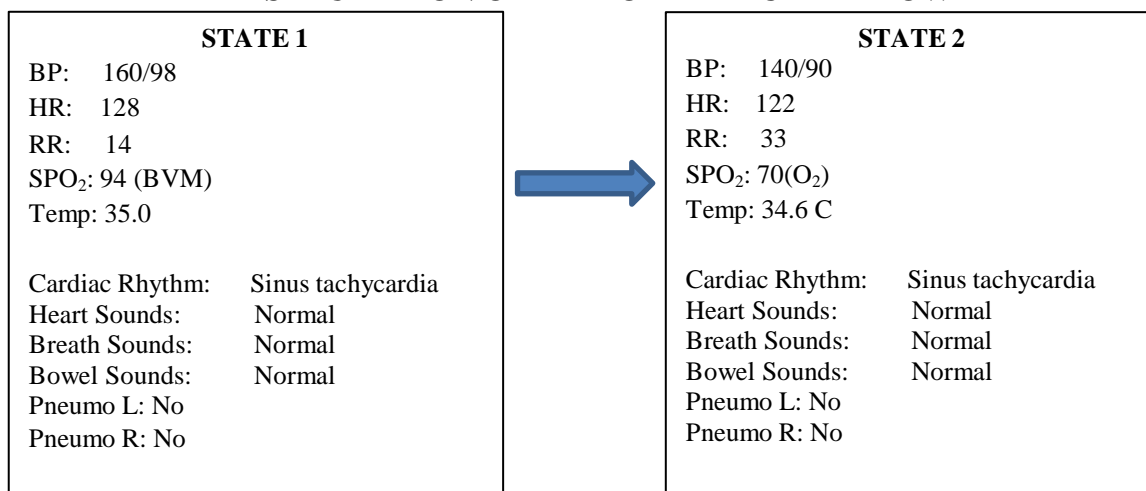 STATE 1
BP: 160/98
HR: 128
RR: 14
SPO₂: 94 (BVM)
Temp: 35.0
Cardiac Rhythm: Sinus tachycardia
Heart Sounds: Normal
Breath Sounds: Normal
Bowel Sounds: Normal
Pneumo L: No
Pneumo R: No
STATE 2
BP: 140/90
HR: 122
RR: 33
SPO₂: 70(O₂)
Temp: 34.6 C
Cardiac Rhythm: Sinus tachycardia
Heart Sounds: Normal
Breath Sounds: Normal
Bowel Sounds: Normal
Pneumo L: No
Pneumo R: No